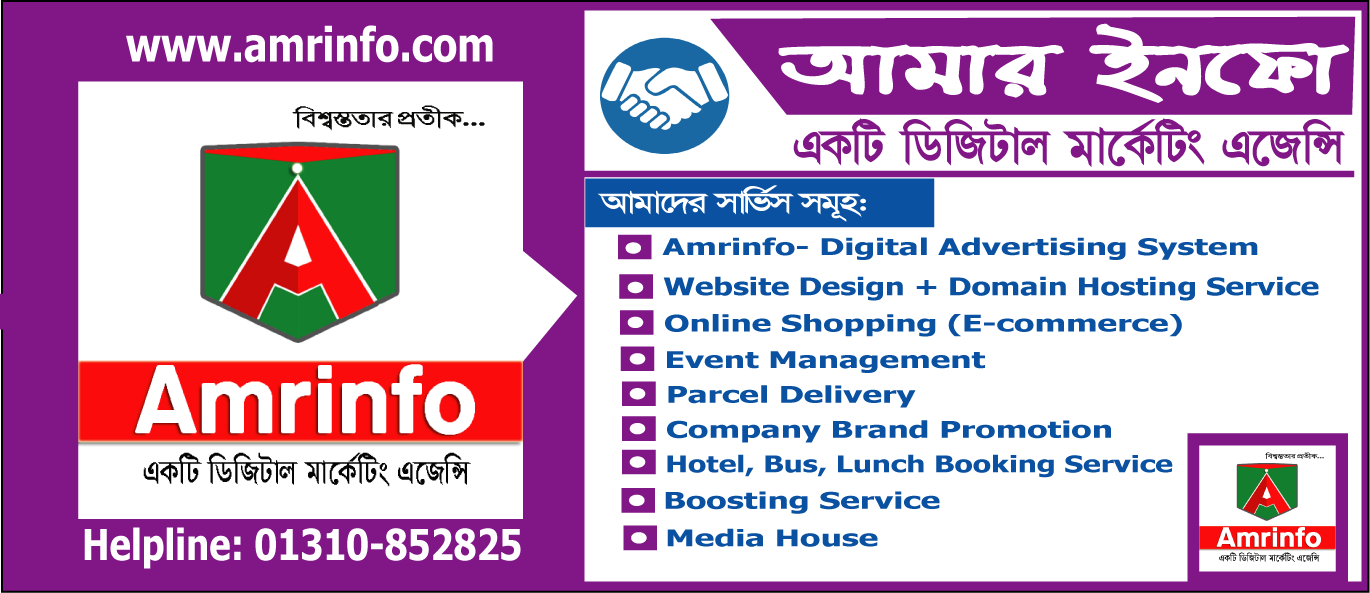 www.amrinfo.com
বিশ্বস্ততার প্রতীক...
Amrinfo
একটি ডিজিটাল মার্কেটিং এজেন্সি
Helpline: 01310-852825
আমার ইনফো
একটি ডিজিটাল মার্কেটিং এজেন্সি
আমাদের সার্ভিস সমূহ:
Amrinfo- Digital Advertising System
Website Design + Domain Hosting Service
Online Shopping (E-commerce)
Event Management
Parcel Delivery
Company Brand Promotion
Hotel, Bus, Lunch Booking Service
Boosting Service
Media House
বিশ্বস্ততার প্রতীক...
Amrinfo
একটি ডিজিটাল মার্কেটিং এজেন্সি